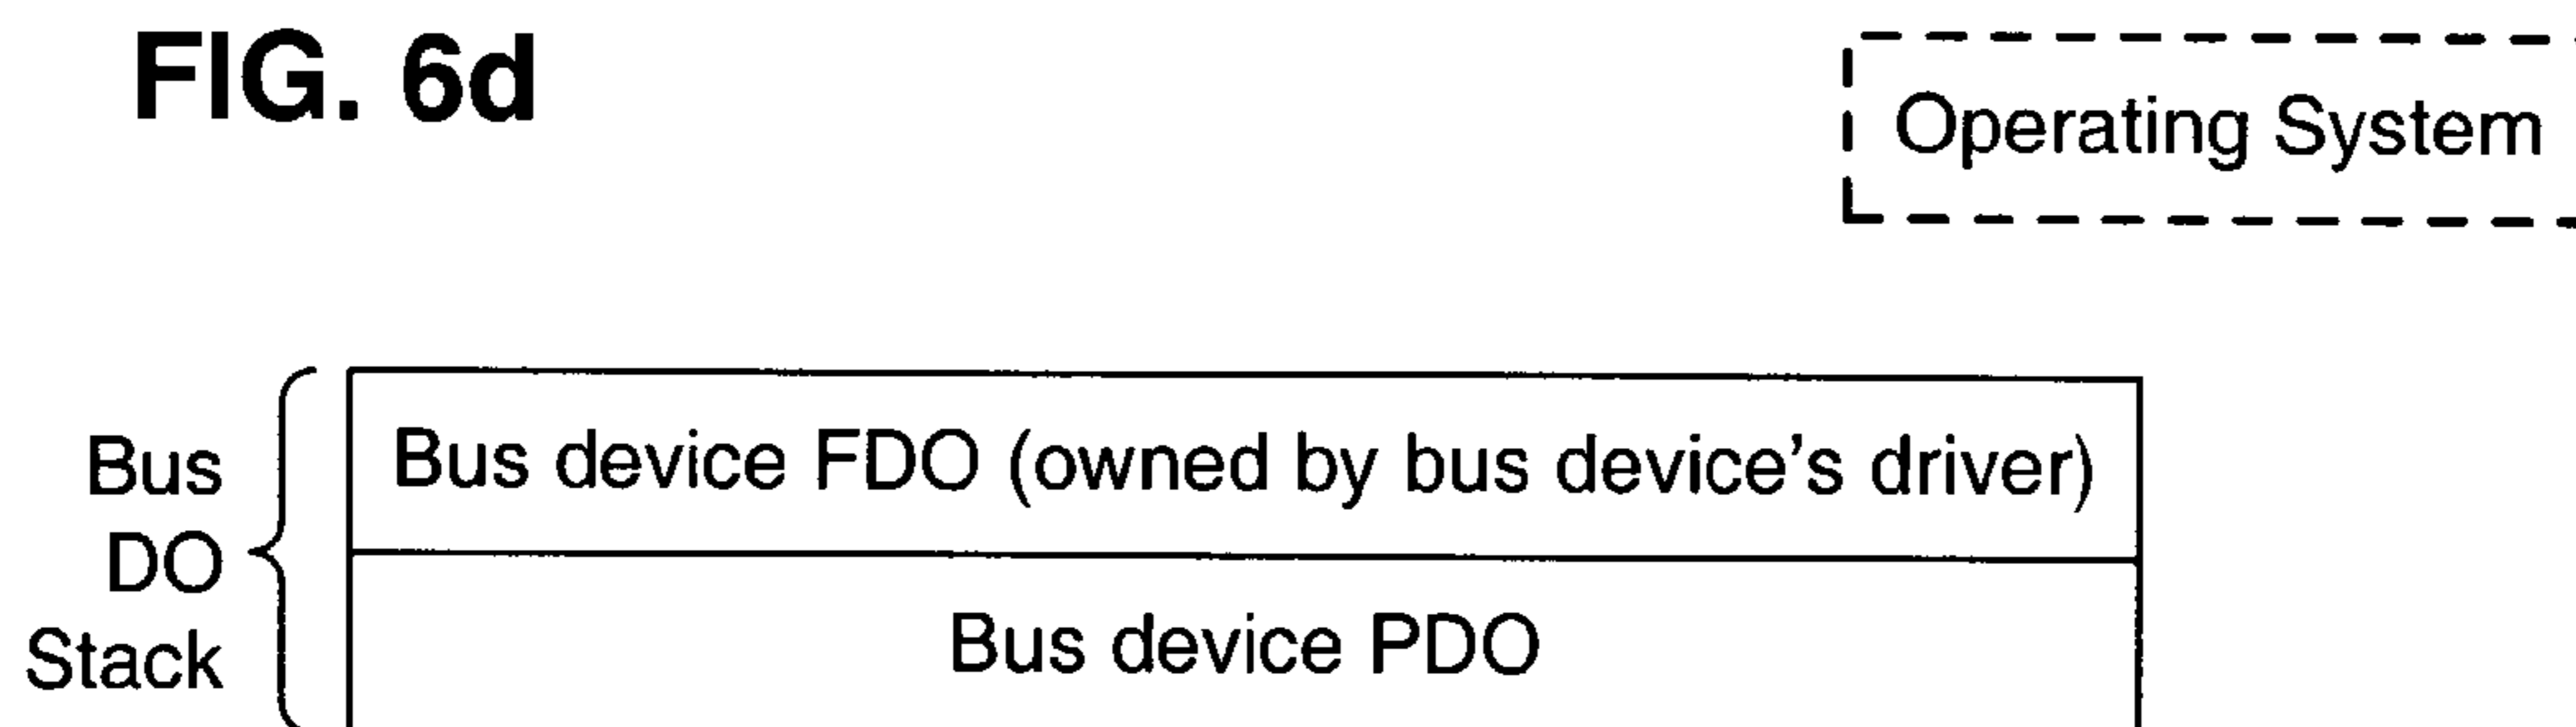 FIG. 6d
Operating System
Bus device FDO (owned by bus device's driver)
Bus
DO
Stack
Bus device PDO